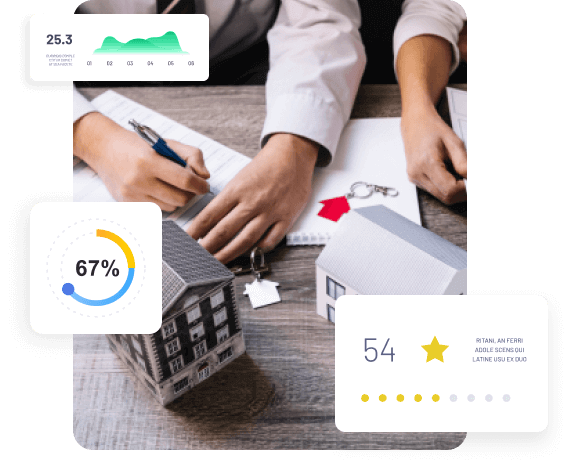 25.3
01 02 03 04 05 06
67%
54
RITANI, AN FERRI
ADOLE SCENS QUI
LATINE USU EX DUO